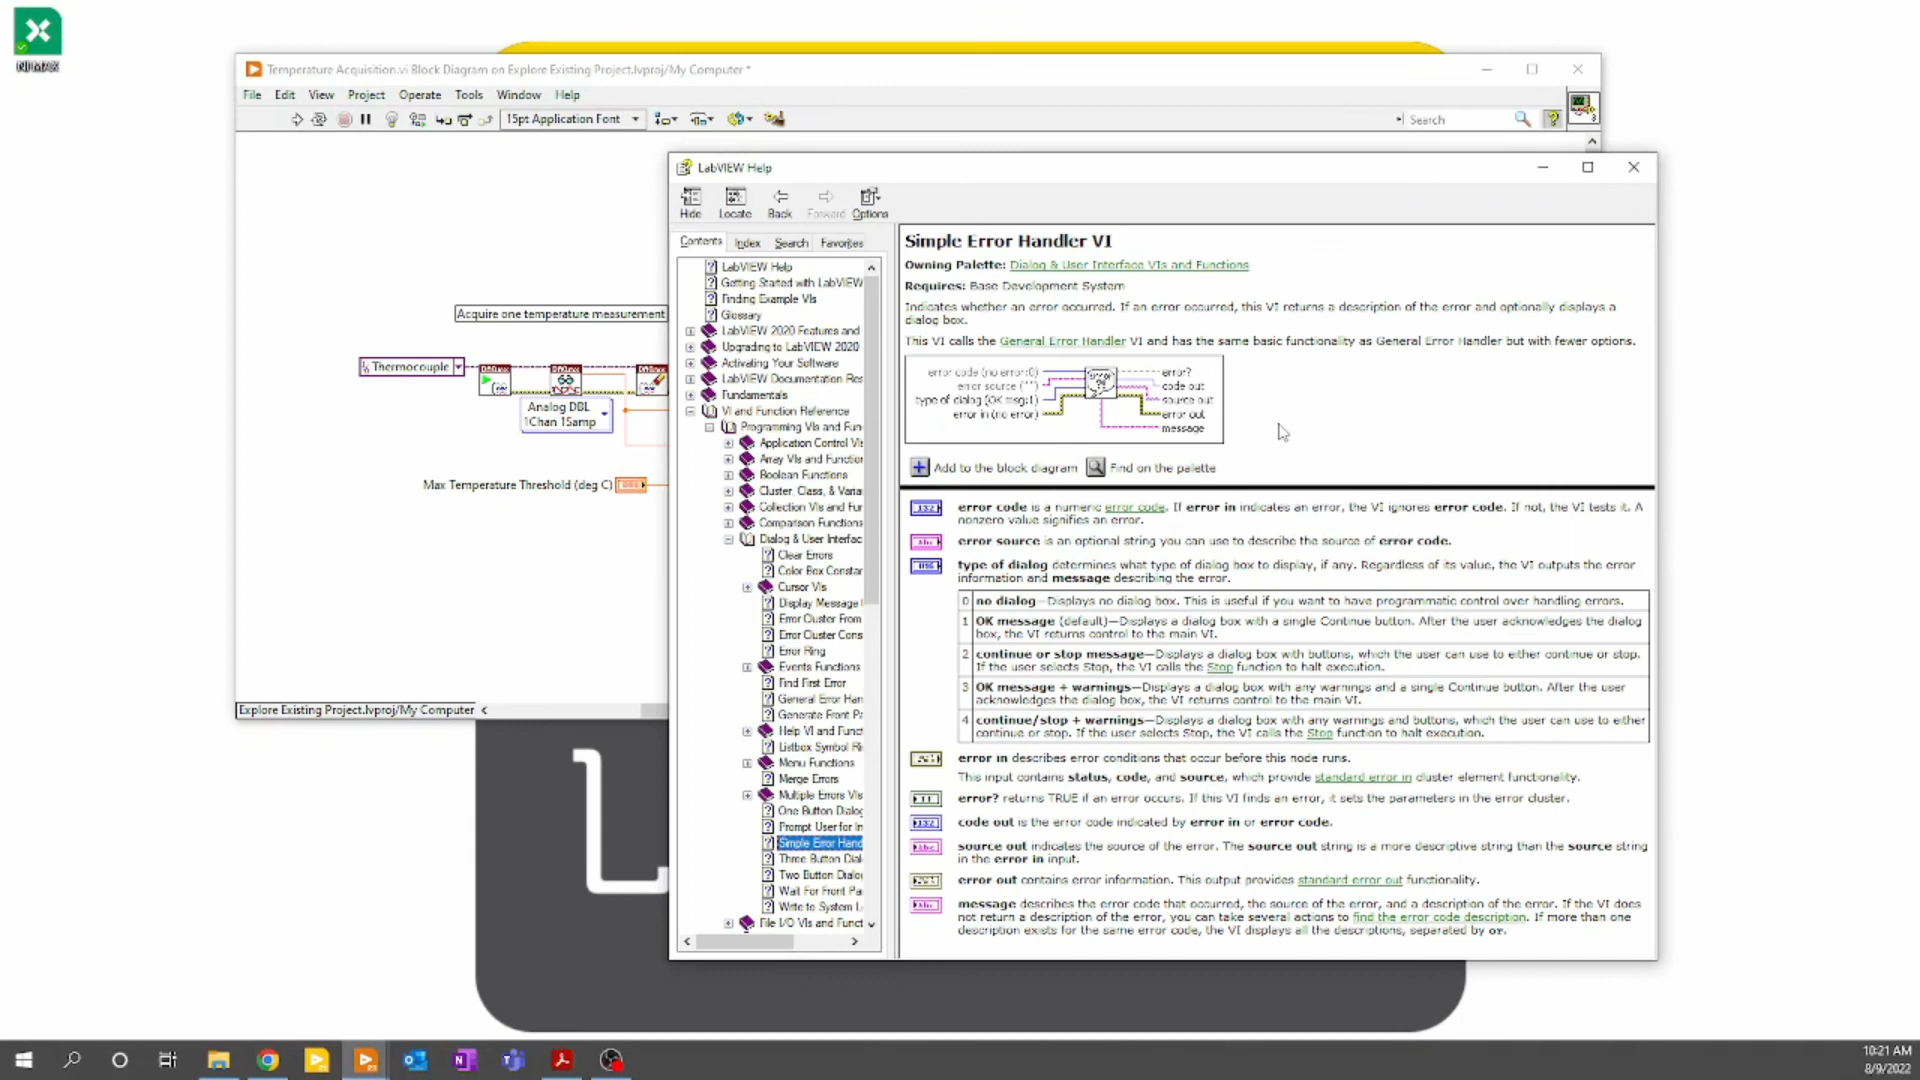 NI MAX
Temperature Acquisition.vi Block Diagram on Explore Existing Project.lvproj/My Computer *
File Edit View Project Operate Tools Window Help
15pt Application Font
Search
Acquire one temperature measurement
Thermocouple
Analog DBL
1Chan 1Samp
Max Temperature Threshold (deg C)
Explore Existing Project.lvproj/My Computer
LabVIEW Help
Hide Locate Back Forward Options
Contents Index Search Favorites
LabVIEW Help
Getting Started with LabVIEW
Finding Example VIs
Glossary
LabVIEW 2020 Features and
Upgrading to LabVIEW 2020
Activating Your Software
LabVIEW Documentation Res
Fundamentals
VI and Function Reference
Programming VIs and Fun
Application Control VIs
Array VIs and Function
Boolean Functions
Cluster, Class, & Varia
Collection VIs and Fun
Comparison Functions
Dialog & User Interfac
Clear Errors
Color Box Constan
Cursor VIs
Display Message
Error Cluster From
Error Cluster Cons
Error Ring
Events Functions
Find First Error
General Error Han
Generate Front Pa
Help VI and Funct
Listbox Symbol Ri
Menu Functions
Merge Errors
Multiple Errors VIs
One Button Dialog
Prompt User for In
Simple Error Hand
Three Button Dial
Two Button Dialo
Wait For Front Pa
Write to System L
File I/O VIs and Funct
Simple Error Handler VI
Owning Palette: Dialog & User Interface VIs and Functions
Requires: Base Development System
Indicates whether an error occurred. If an error occurred, this VI returns a description of the error and optionally displays a
dialog box.
This VI calls the General Error Handler VI and has the same basic functionality as General Error Handler but with fewer options.
error code (no error:0) error?
error source ("") code out
type of dialog (OK msg:1) source out
error in (no error) error out
message
Add to the block diagram Find on the palette
error code is a numeric error code. If error in indicates an error, the VI ignores error code. If not, the VI tests it. A
nonzero value signifies an error.
error source is an optional string you can use to describe the source of error code.
type of dialog determines what type of dialog box to display, if any. Regardless of its value, the VI outputs the error
information and message describing the error.
0 no dialog—Displays no dialog box. This is useful if you want to have programmatic control over handling errors.
1 OK message (default)—Displays a dialog box with a single Continue button. After the user acknowledges the dialog
box, the VI returns control to the main VI.
2 continue or stop message—Displays a dialog box with buttons, which the user can use to either continue or stop.
If the user selects Stop, the VI calls the Stop function to halt execution.
3 OK message + warnings—Displays a dialog box with any warnings and a single Continue button. After the user
acknowledges the dialog box, the VI returns control to the main VI.
4 continue/stop + warnings—Displays a dialog box with any warnings and buttons, which the user can use to either
continue or stop. If the user selects Stop, the VI calls the Stop function to halt execution.
error in describes error conditions that occur before this node runs.
This input contains status, code, and source, which provide standard error in cluster element functionality.
error? returns TRUE if an error occurs. If this VI finds an error, it sets the parameters in the error cluster.
code out is the error code indicated by error in or error code.
source out indicates the source of the error. The source out string is a more descriptive string than the source string
in the error in input.
error out contains error information. This output provides standard error out functionality.
message describes the error code that occurred, the source of the error, and a description of the error. If the VI does
not return a description of the error, you can take several actions to find the error code description. If more than one
description exists for the same error code, the VI displays all the descriptions, separated by or.
10:21 AM
8/9/2022